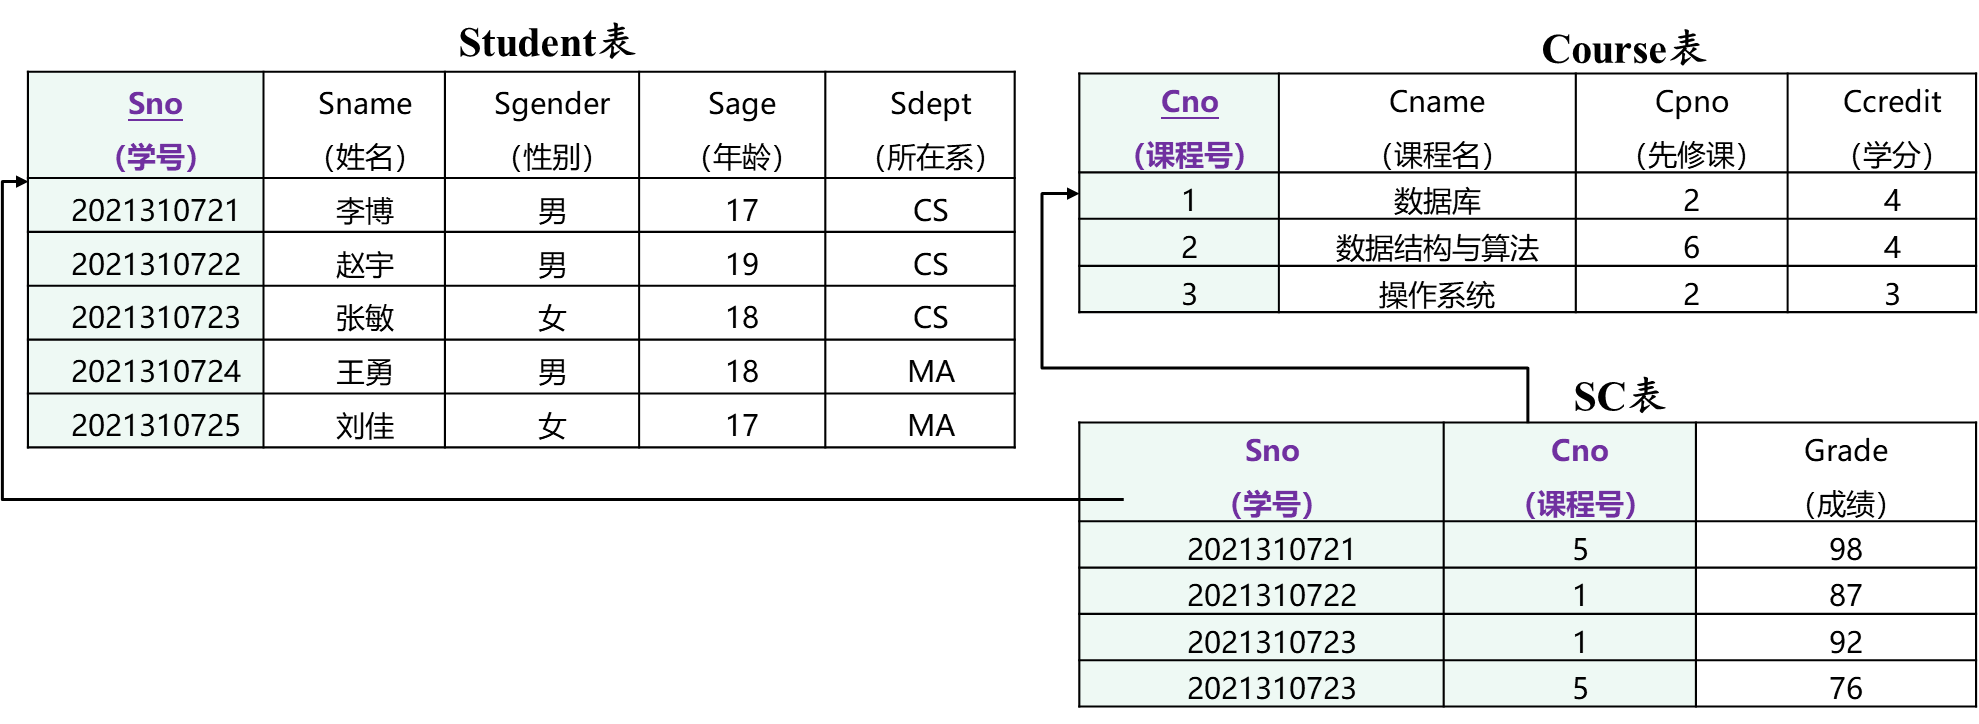 Student表
Sno Sname Sgender Sage Sdept
(学号) (姓名) (性别) (年龄) (所在系)
2021310721 李博 男 17 CS
2021310722 赵宇 男 19 CS
2021310723 张敏 女 18 CS
2021310724 王勇 男 18 MA
2021310725 刘佳 女 17 MA
Course表
Cno Cname Cpno Ccredit
(课程号) (课程名) (先修课) (学分)
1 数据库 2 4
2 数据结构与算法 6 4
3 操作系统 2 3
SC表
Sno Cno Grade
(学号) (课程号) (成绩)
2021310721 5 98
2021310722 1 87
2021310723 1 92
2021310723 5 76